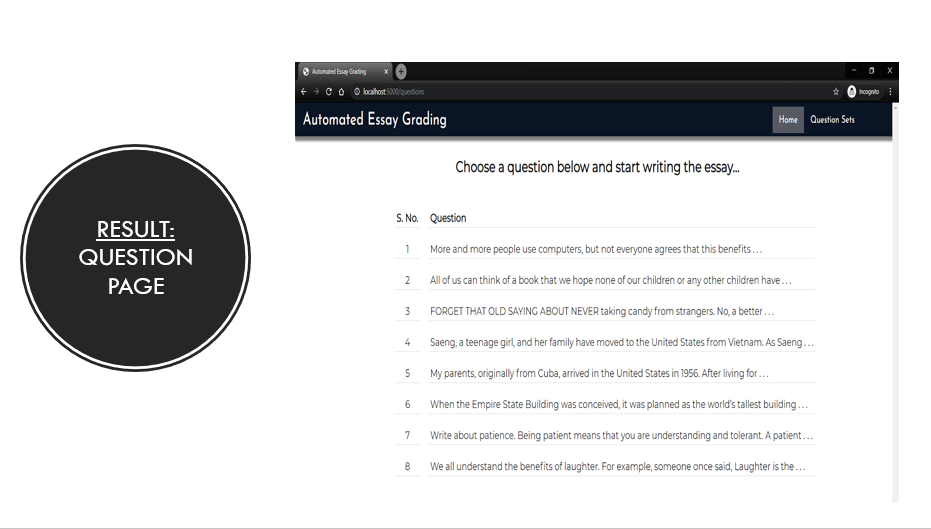 RESULT:
QUESTION
PAGE
Automated Essay Grading
localhost:5000/questions
Incognito
Automated Essay Grading
Home
Question Sets
Choose a question below and start writing the essay...
S. No. Question
1 More and more people use computers, but not everyone agrees that this benefits . . .
2 All of us can think of a book that we hope none of our children or any other children have . . .
3 FORGET THAT OLD SAYING ABOUT NEVER taking candy from strangers. No, a better . . .
4 Saeng, a teenage girl, and her family have moved to the United States from Vietnam. As Saeng . . .
5 My parents, originally from Cuba, arrived in the United States in 1956. After living for . . .
6 When the Empire State Building was conceived, it was planned as the world's tallest building . . .
7 Write about patience. Being patient means that you are understanding and tolerant. A patient . . .
8 We all understand the benefits of laughter. For example, someone once said, Laughter is the . . .